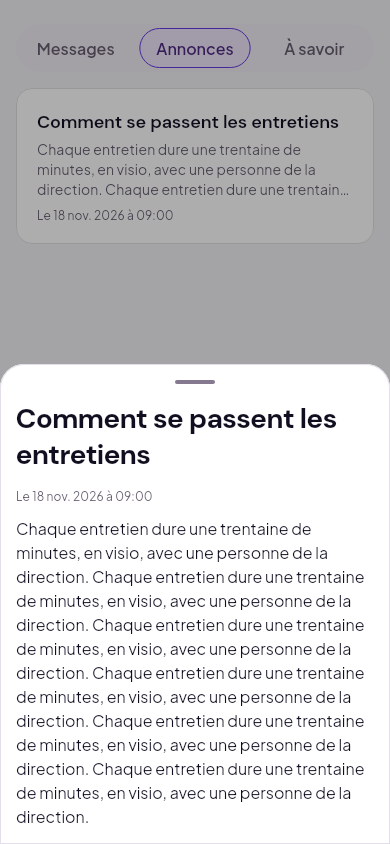 Messages
Annonces
À savoir
Comment se passent les entretiens
Chaque entretien dure une trentaine de
minutes, en visio, avec une personne de la
direction. Chaque entretien dure une trentain…
Le 18 nov. 2026 à 09:00
Comment se passent les
entretiens
Le 18 nov. 2026 à 09:00
Chaque entretien dure une trentaine de
minutes, en visio, avec une personne de la
direction. Chaque entretien dure une trentaine
de minutes, en visio, avec une personne de la
direction. Chaque entretien dure une trentaine
de minutes, en visio, avec une personne de la
direction. Chaque entretien dure une trentaine
de minutes, en visio, avec une personne de la
direction. Chaque entretien dure une trentaine
de minutes, en visio, avec une personne de la
direction. Chaque entretien dure une trentaine
de minutes, en visio, avec une personne de la
direction.